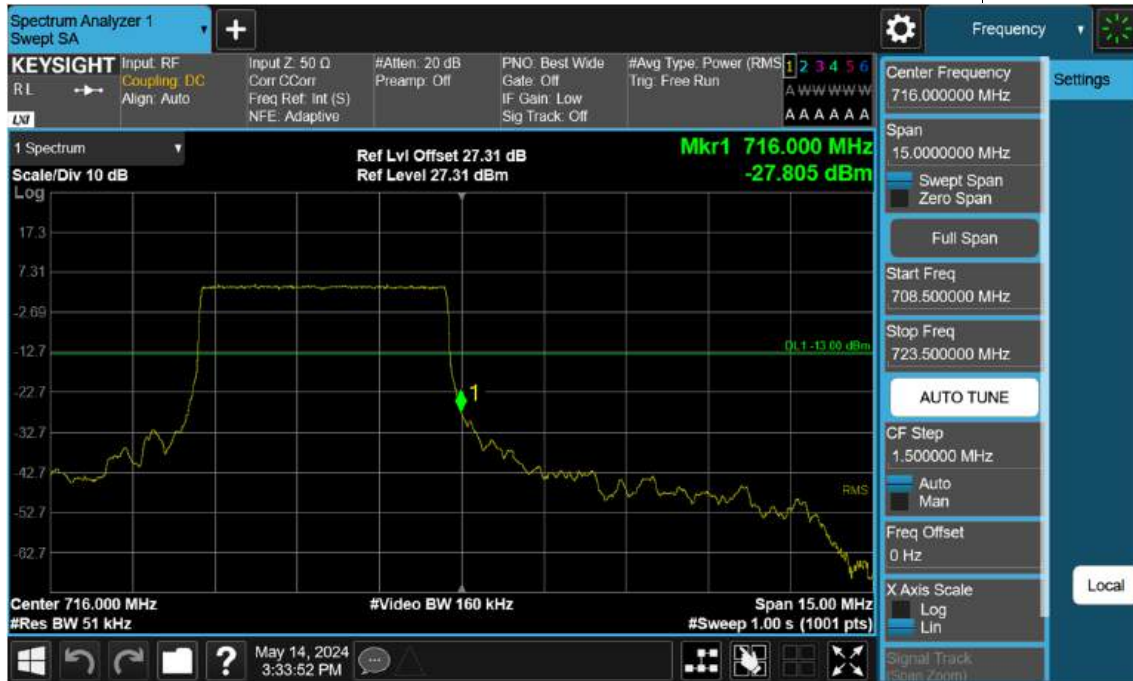 Spectrum Analyzer 1
Swept SA
Frequency
KEYSIGHT
R L
LXI
Input: RF
Coupling: DC
Align: Auto
Input Z: 50 Ω
Corr CCorr
Freq Ref: Int (S)
NFE: Adaptive
#Atten: 20 dB
Preamp: Off
PNO: Best Wide
Gate: Off
IF Gain: Low
Sig Track: Off
#Avg Type: Power (RMS
Trig: Free Run
1 2 3 4 5 6
A W W W W W
A A A A A A
1 Spectrum
Scale/Div 10 dB
Log
Ref Lvl Offset 27.31 dB
Ref Level 27.31 dBm
Mkr1 716.000 MHz
-27.805 dBm
17.3
7.31
-2.69
-12.7
DL1 -13.00 dBm
-22.7
1
-32.7
-42.7
RMS
-52.7
-62.7
Center 716.000 MHz
#Video BW 160 kHz
Span 15.00 MHz
#Res BW 51 kHz
#Sweep 1.00 s (1001 pts)
Center Frequency
716.000000 MHz
Settings
Span
15.0000000 MHz
Swept Span
Zero Span
Full Span
Start Freq
708.500000 MHz
Stop Freq
723.500000 MHz
AUTO TUNE
CF Step
1.500000 MHz
Auto
Man
Freq Offset
0 Hz
X Axis Scale
Log
Lin
Local
Signal Track
(Span Zoom)
?
May 14, 2024
3:33:52 PM